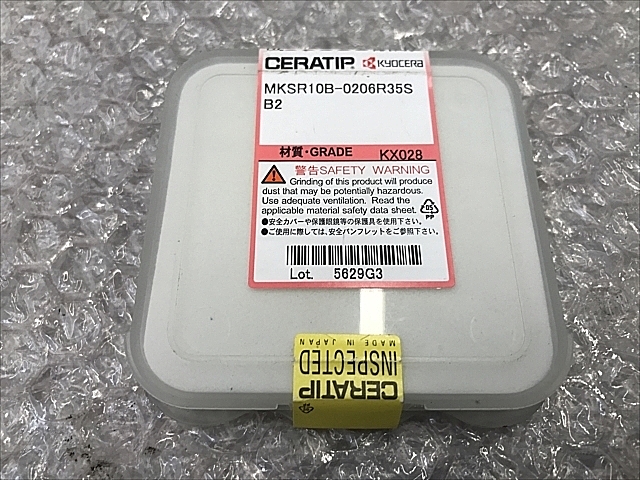 CERATIP KYOCERA
MKSR10B-0206R35S
B2
材質・GRADE KX028
警告SAFETY WARNING
Grinding of this product will produce
dust that may be potentially hazardous.
Use adequate ventilation. Read the
applicable material safety data sheet.
PP
●安全カバーや保護眼鏡等の保護具を使用下さい。
●ご使用に際しては、安全パンフレットをご参照下さい。
Lot. 5629G3
CERATIP
INSPECTED
MADE IN JAPAN